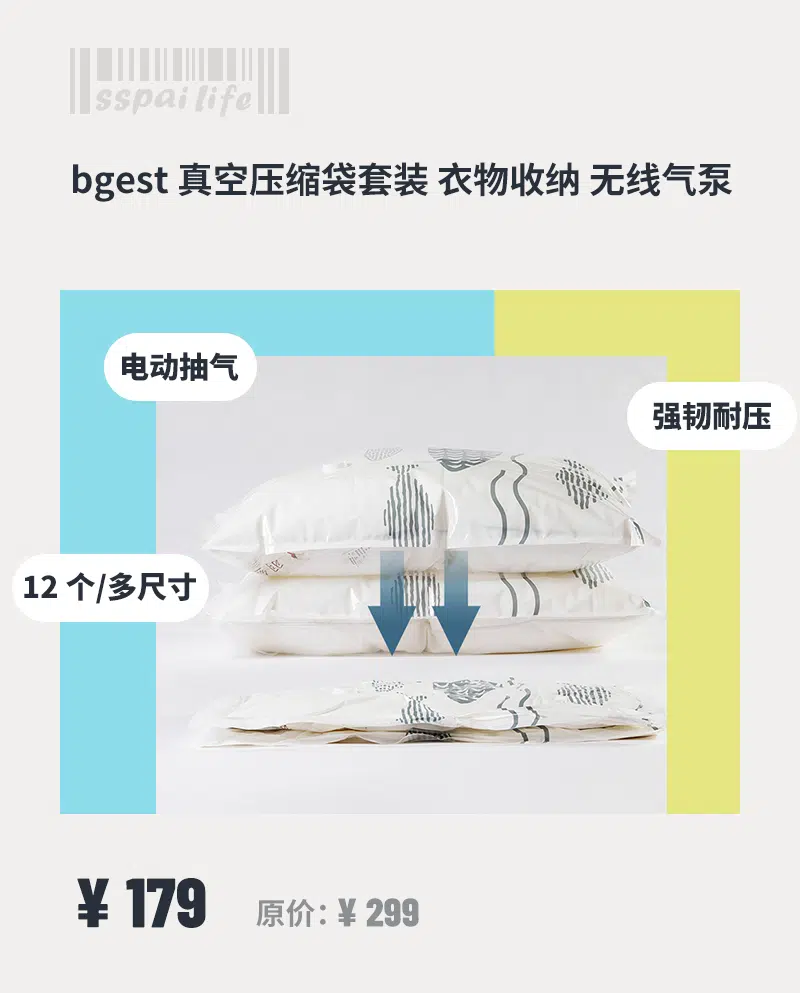 sspai life
bgest 真空压缩袋套装 衣物收纳 无线气泵
电动抽气
强韧耐压
12 个/多尺寸
¥ 179
原价: ¥ 299